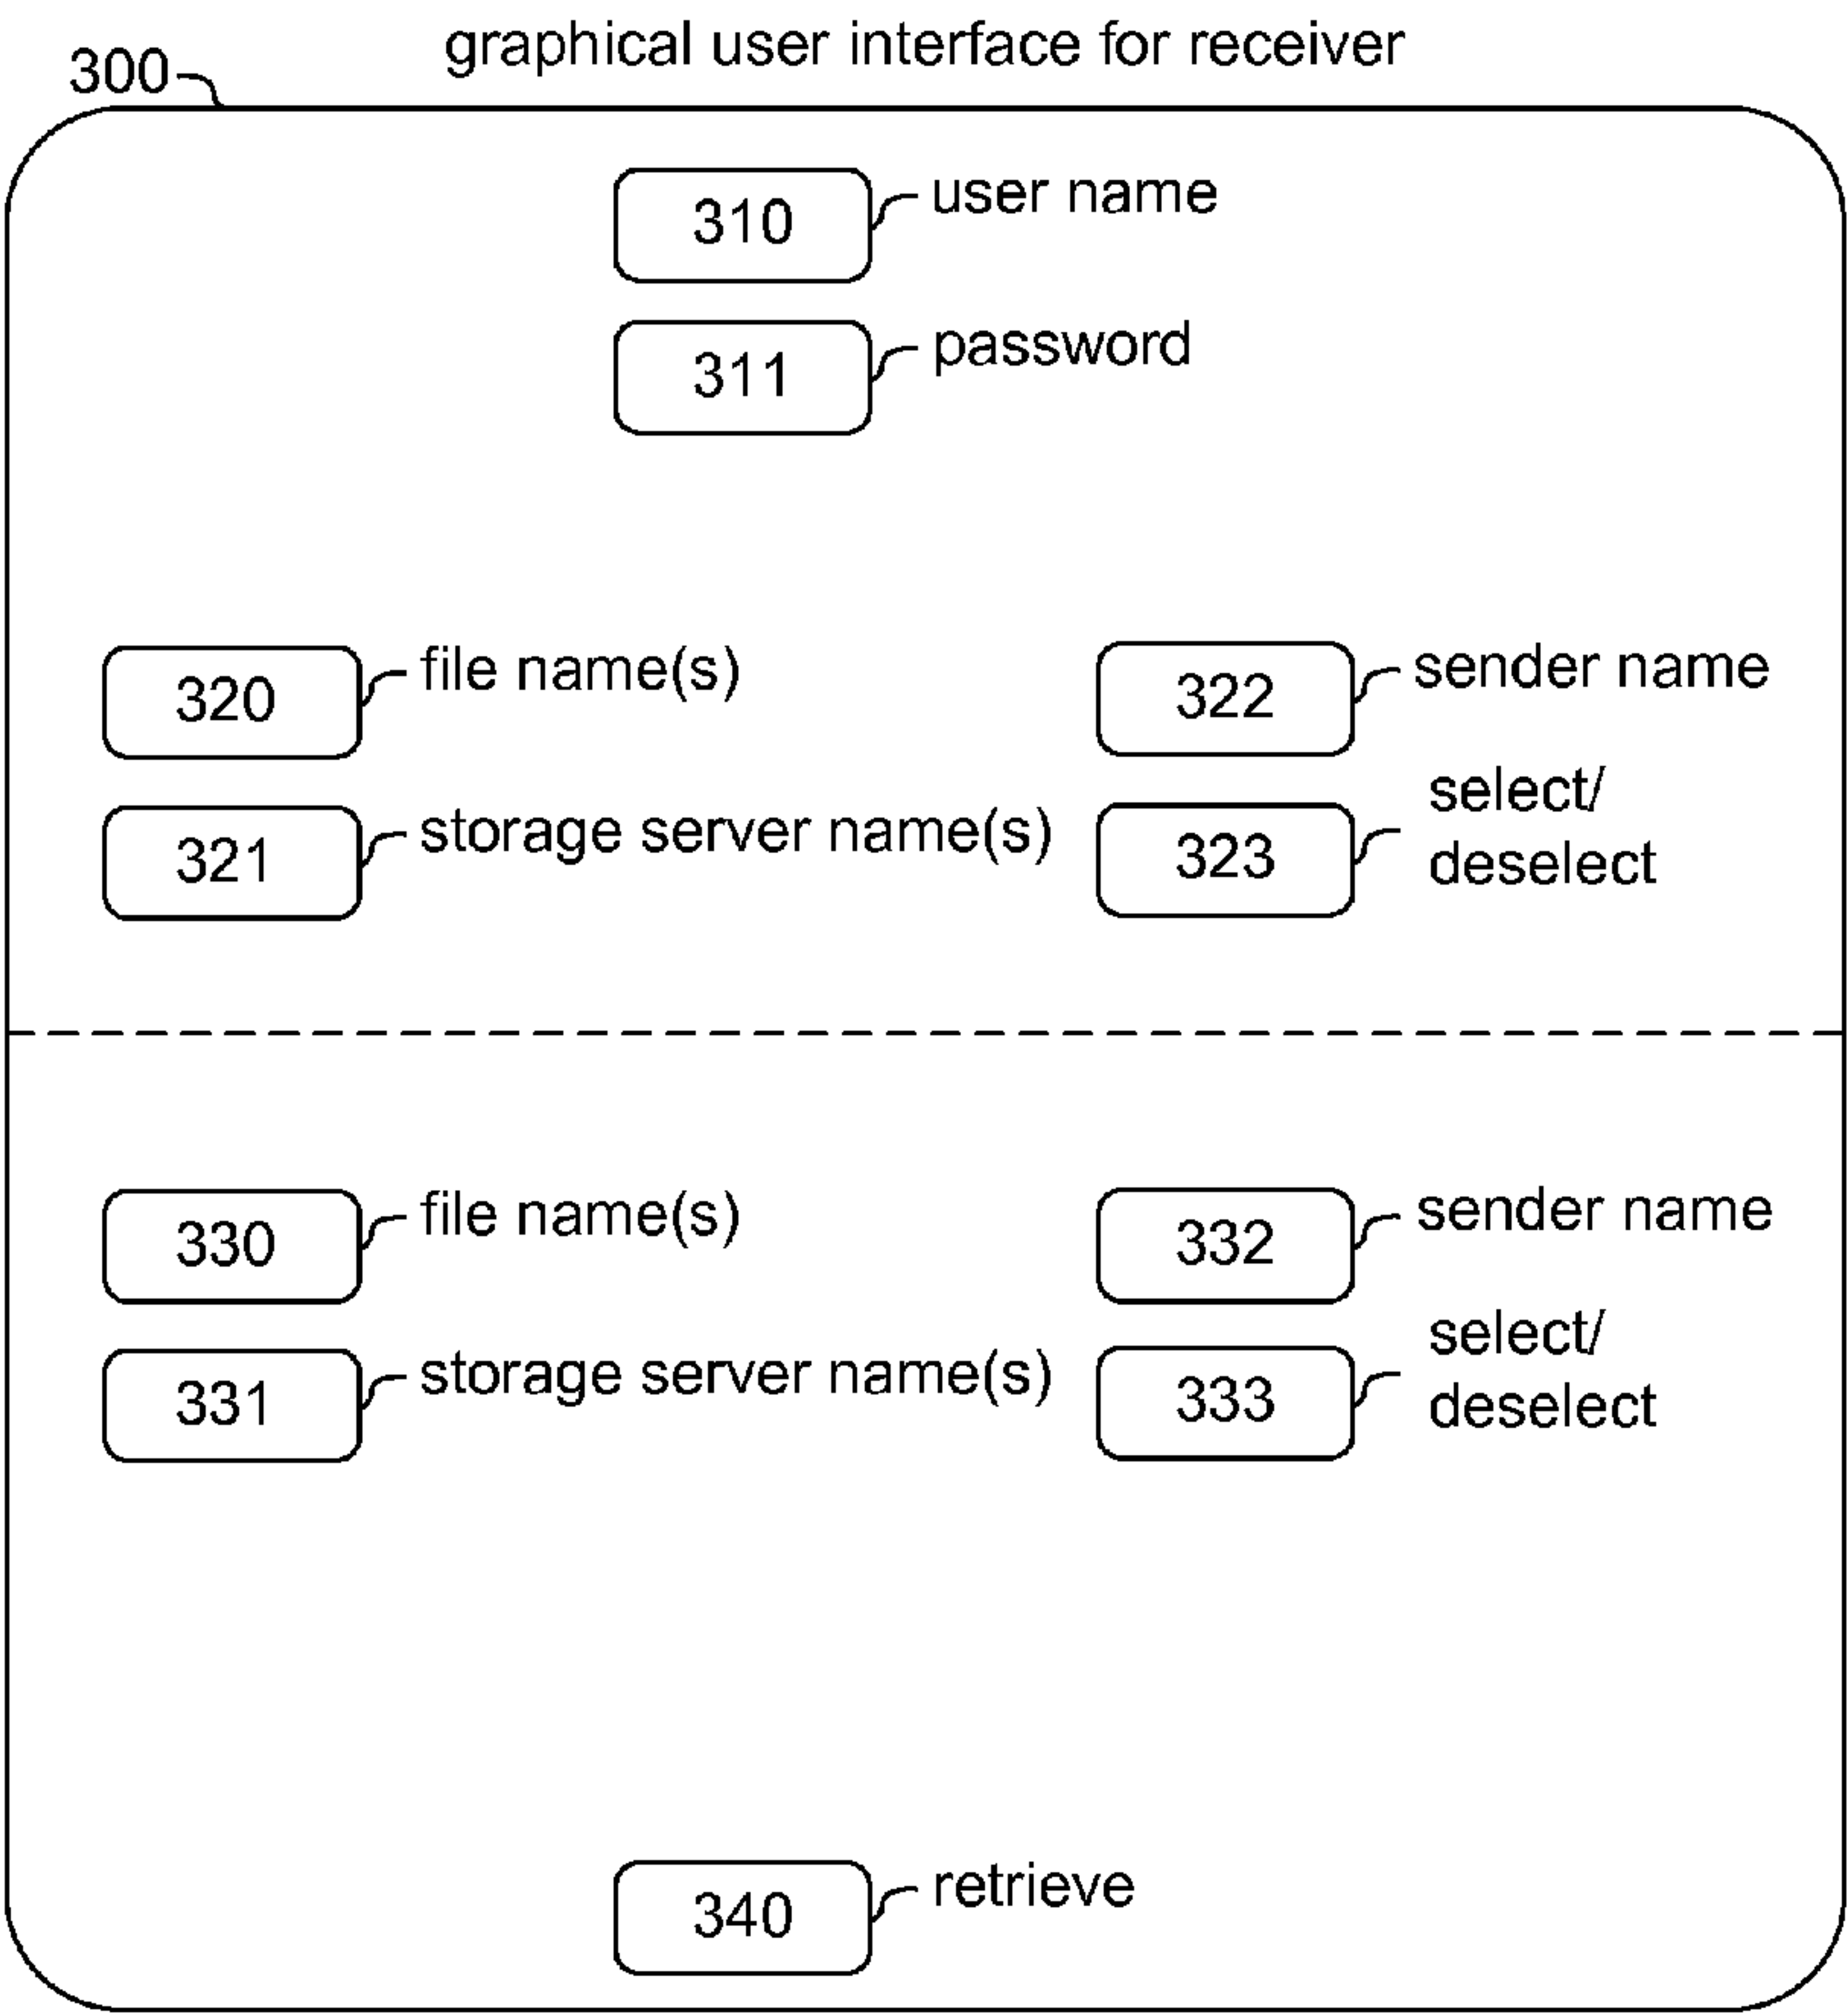 graphical user interface for receiver
300
310 user name
311 password
320 file name(s) 322 sender name
321 storage server name(s) 323 select/
deselect
330 file name(s) 332 sender name
331 storage server name(s) 333 select/
deselect
340 retrieve